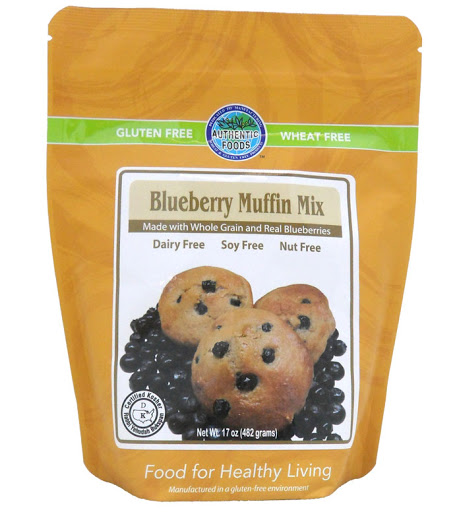 GLUTEN FREE
AUTHENTIC
FOODS
WHEAT FREE
Blueberry Muffin Mix
Made with Whole Grain and Real Blueberries
Dairy Free Soy Free Nut Free
Certified Kosher
D
K
Net Wt. 17 oz (482 grams)
Food for Healthy Living
Manufactured in a gluten-free environment